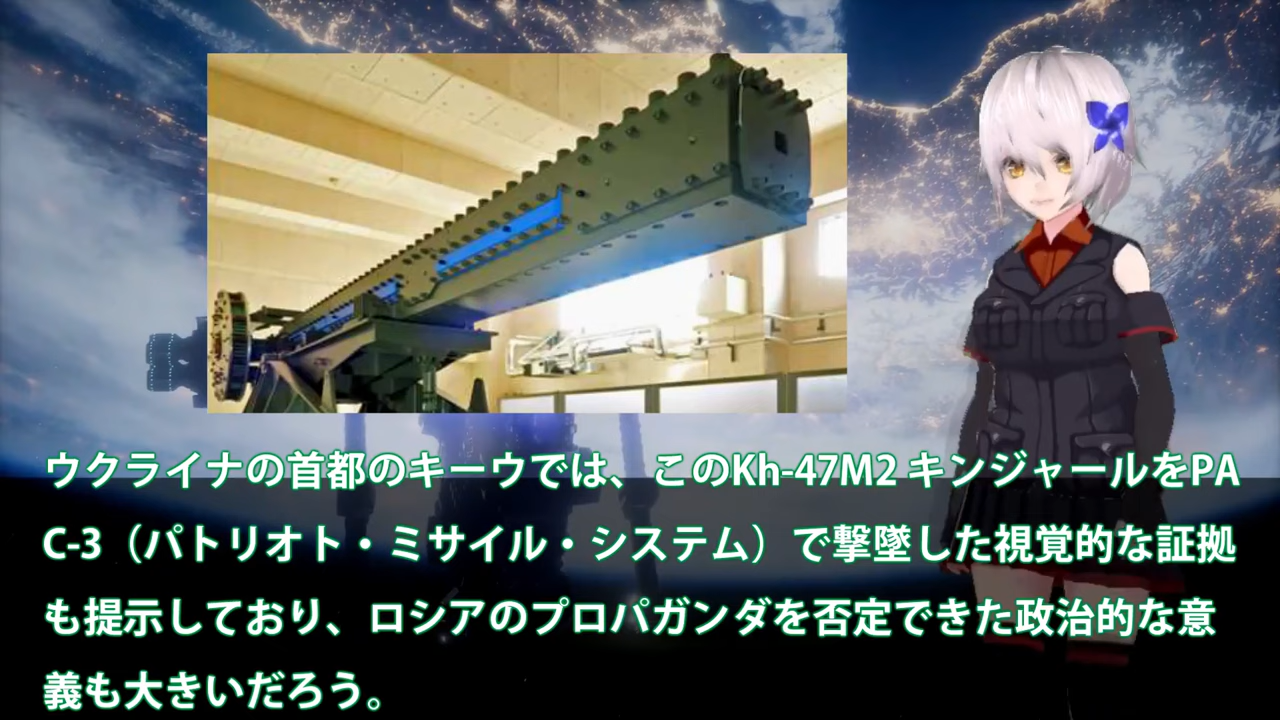 ウクライナの首都のキーウでは、このKh-47M2 キンジャールをPA
C-3（パトリオト・ミサイル・システム）で撃墜した視覚的な証拠
も提示しており、ロシアのプロパガンダを否定できた政治的な意
義も大きいだろう。